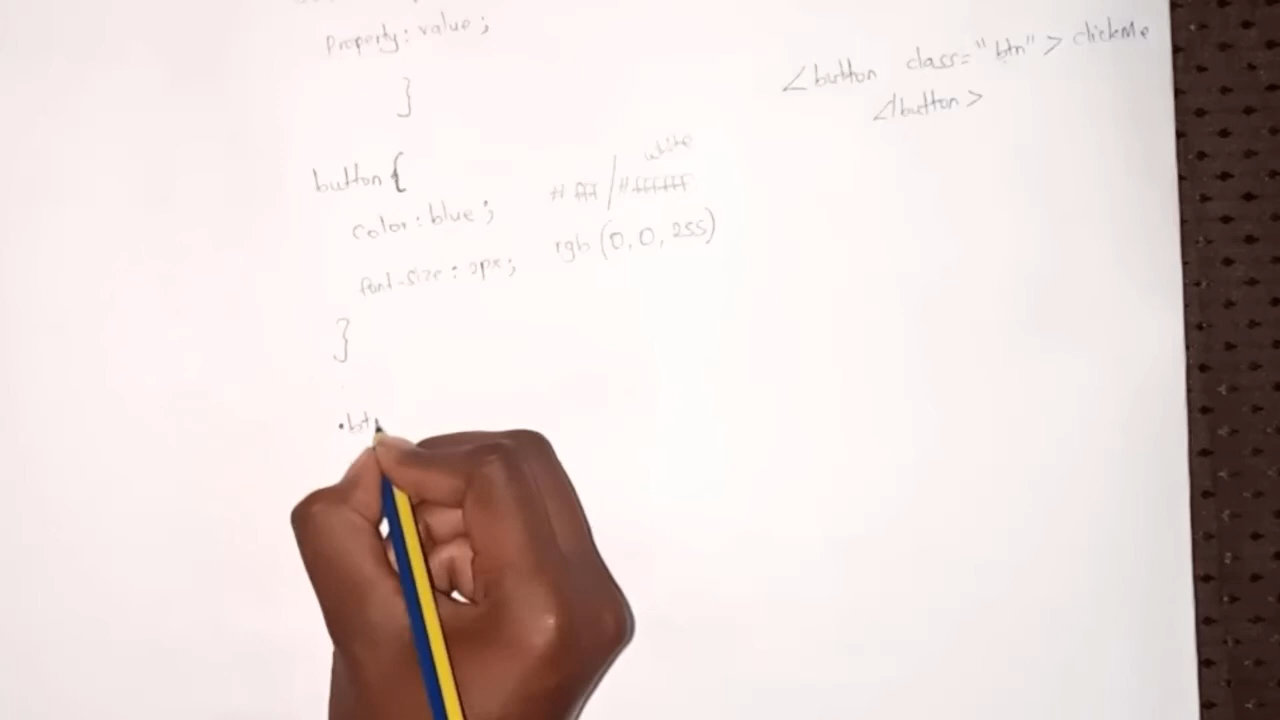 Property: value;
}
button{
color: blue;
font-size: 2px;
}
.bt
white
#fff/#ffffff
rgb (0, 0, 255)
<button class="btn"> clickMe
</button>